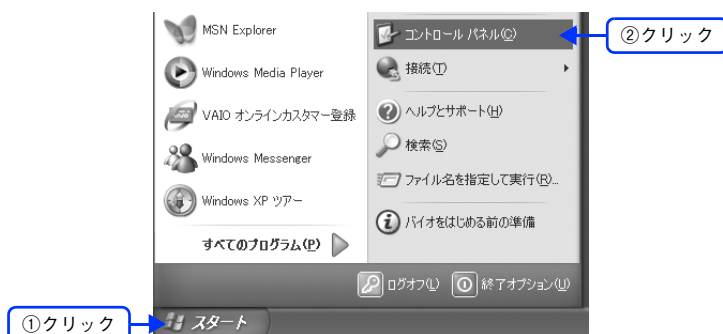 MSN Explorer
Windows Media Player
VAIO オンラインカスタマー登録
Windows Messenger
Windows XP ツアー
すべてのプログラム(P)
コントロール パネル(C)
接続(T)
ヘルプとサポート(H)
検索(S)
ファイル名を指定して実行(R)...
バイオをはじめる前の準備
②クリック
ログオフ(L)
終了オプション(U)
①クリック
スタート